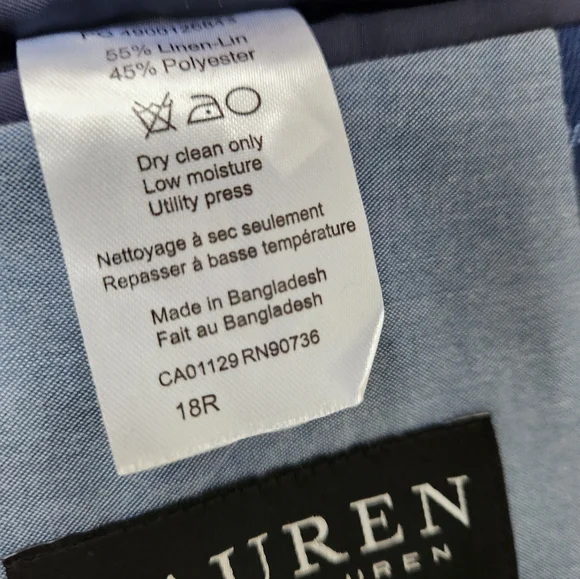 55% Linen-Lin
45% Polyester
Dry clean only
Low moisture
Utility press
Nettoyage à sec seulement
Repasser à basse température
Made in Bangladesh
Fait au Bangladesh
CA01129 RN90736
18R
AUREN
UREN